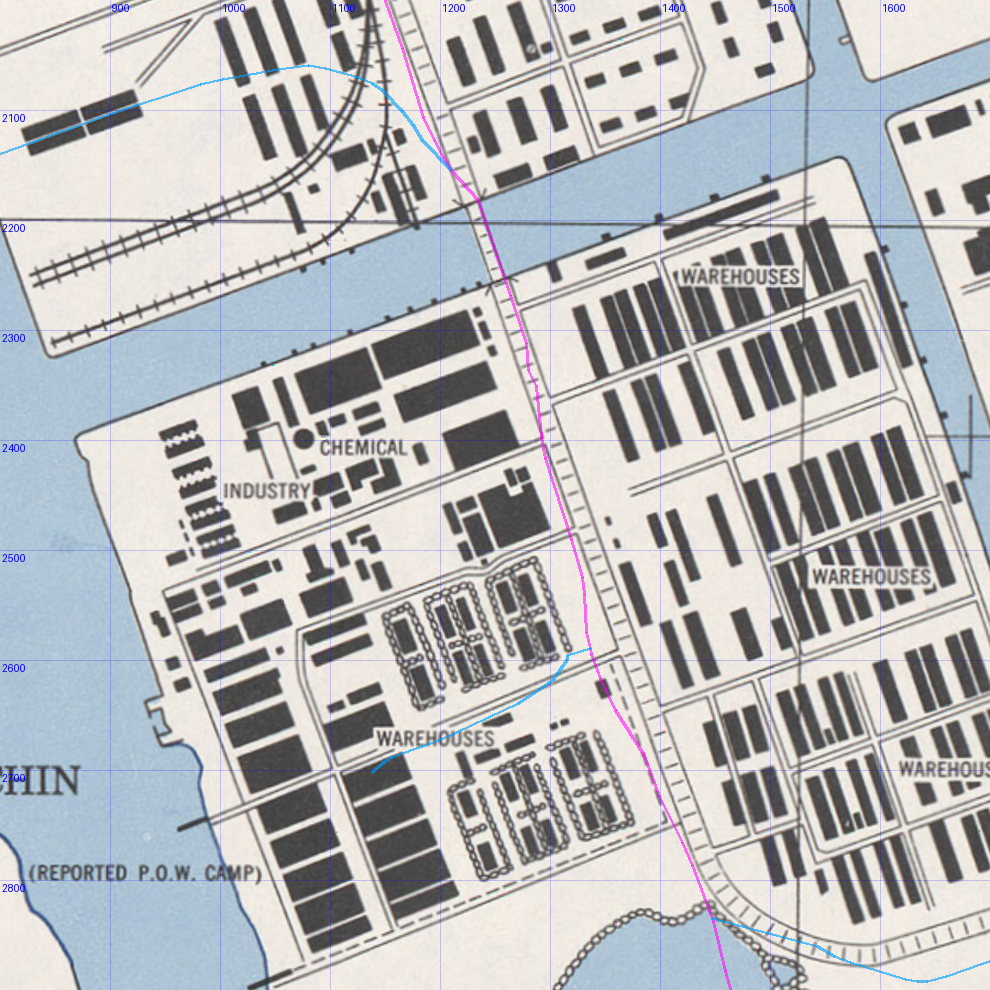 900 1000 1100 1200 1300 1400 1500 1600
2100
2200
WAREHOUSES
2300
2400
CHEMICAL
INDUSTRY
2500
WAREHOUSES
2600
WAREHOUSES
2700
WAREHOUS
CHIN
(REPORTED P.O.W. CAMP)
2800